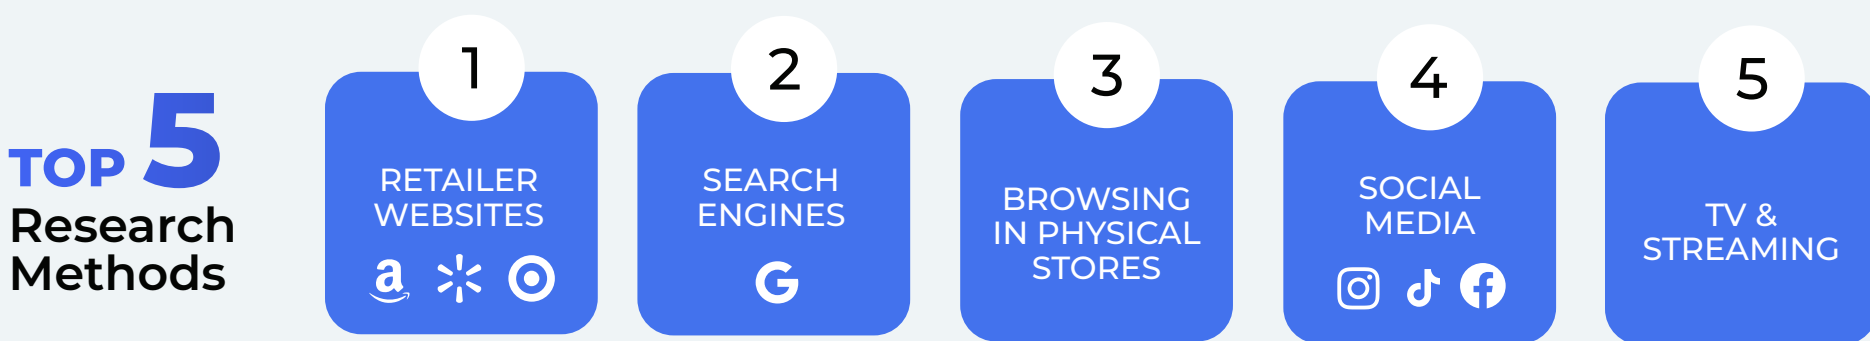 TOP 5
Research
Methods
1
RETAILER
WEBSITES
2
SEARCH
ENGINES
3
BROWSING
IN PHYSICAL
STORES
4
SOCIAL
MEDIA
5
TV &
STREAMING